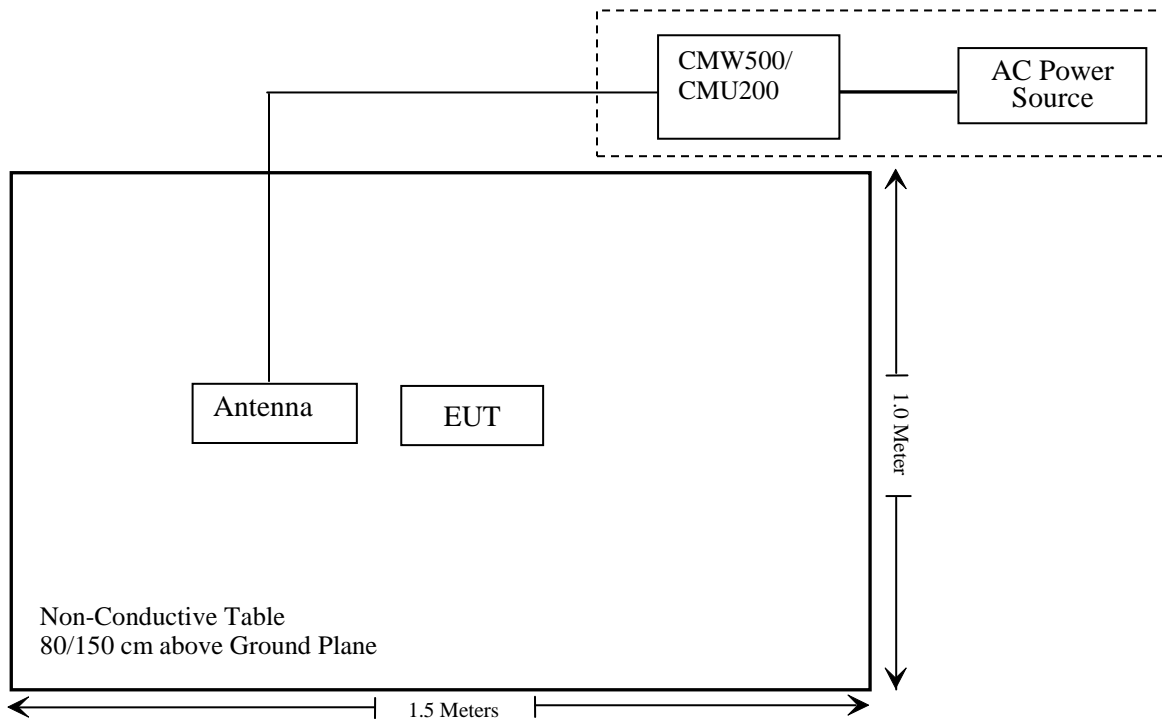 CMW500/
CMU200
AC Power
Source
Antenna
EUT
1.0 Meter
Non-Conductive Table
80/150 cm above Ground Plane
1.5 Meters